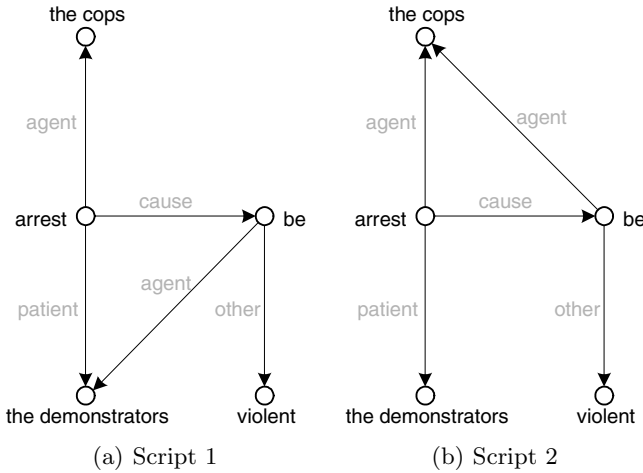 the cops
the cops
agent
agent
agent
arrest
cause
be
arrest
cause
be
patient
agent
other
patient
other
the demonstrators
violent
the demonstrators
violent
(a) Script 1
(b) Script 2